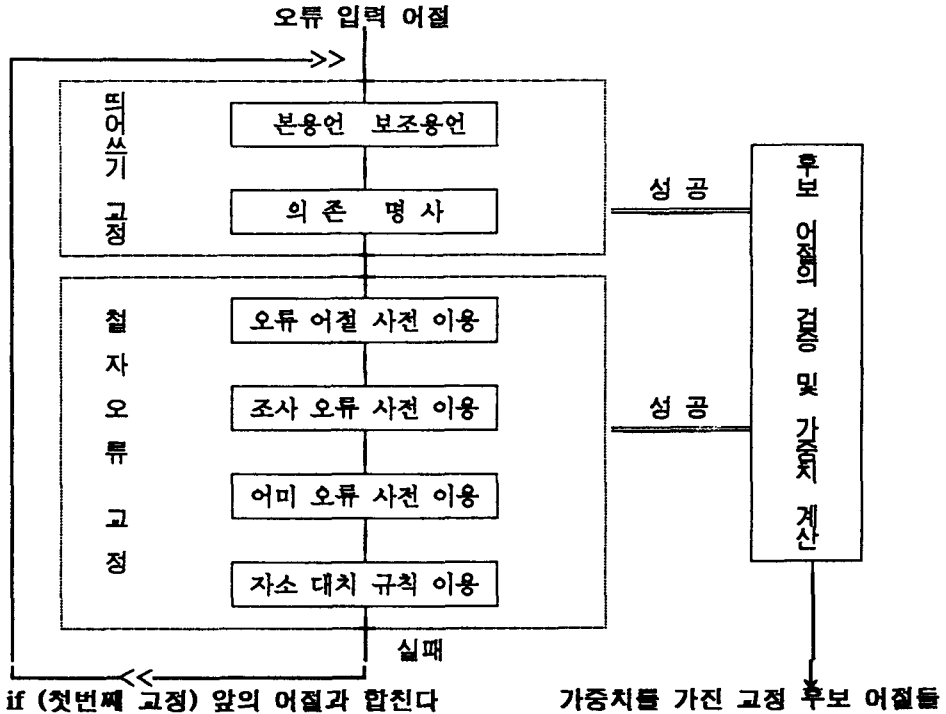 오류 입력 어절
띄어쓰기 교정
본용언 보조용언
의 존 명 사
성 공
철자오류 교정
오류 어절 사전 이용
조사 오류 사전 이용
어미 오류 사전 이용
자소 대치 규칙 이용
성 공
후보 어절의 검증 및 가중치 계산
실패
if (첫번째 교정) 앞의 어절과 합친다
가중치를 가진 교정 후보 어절들